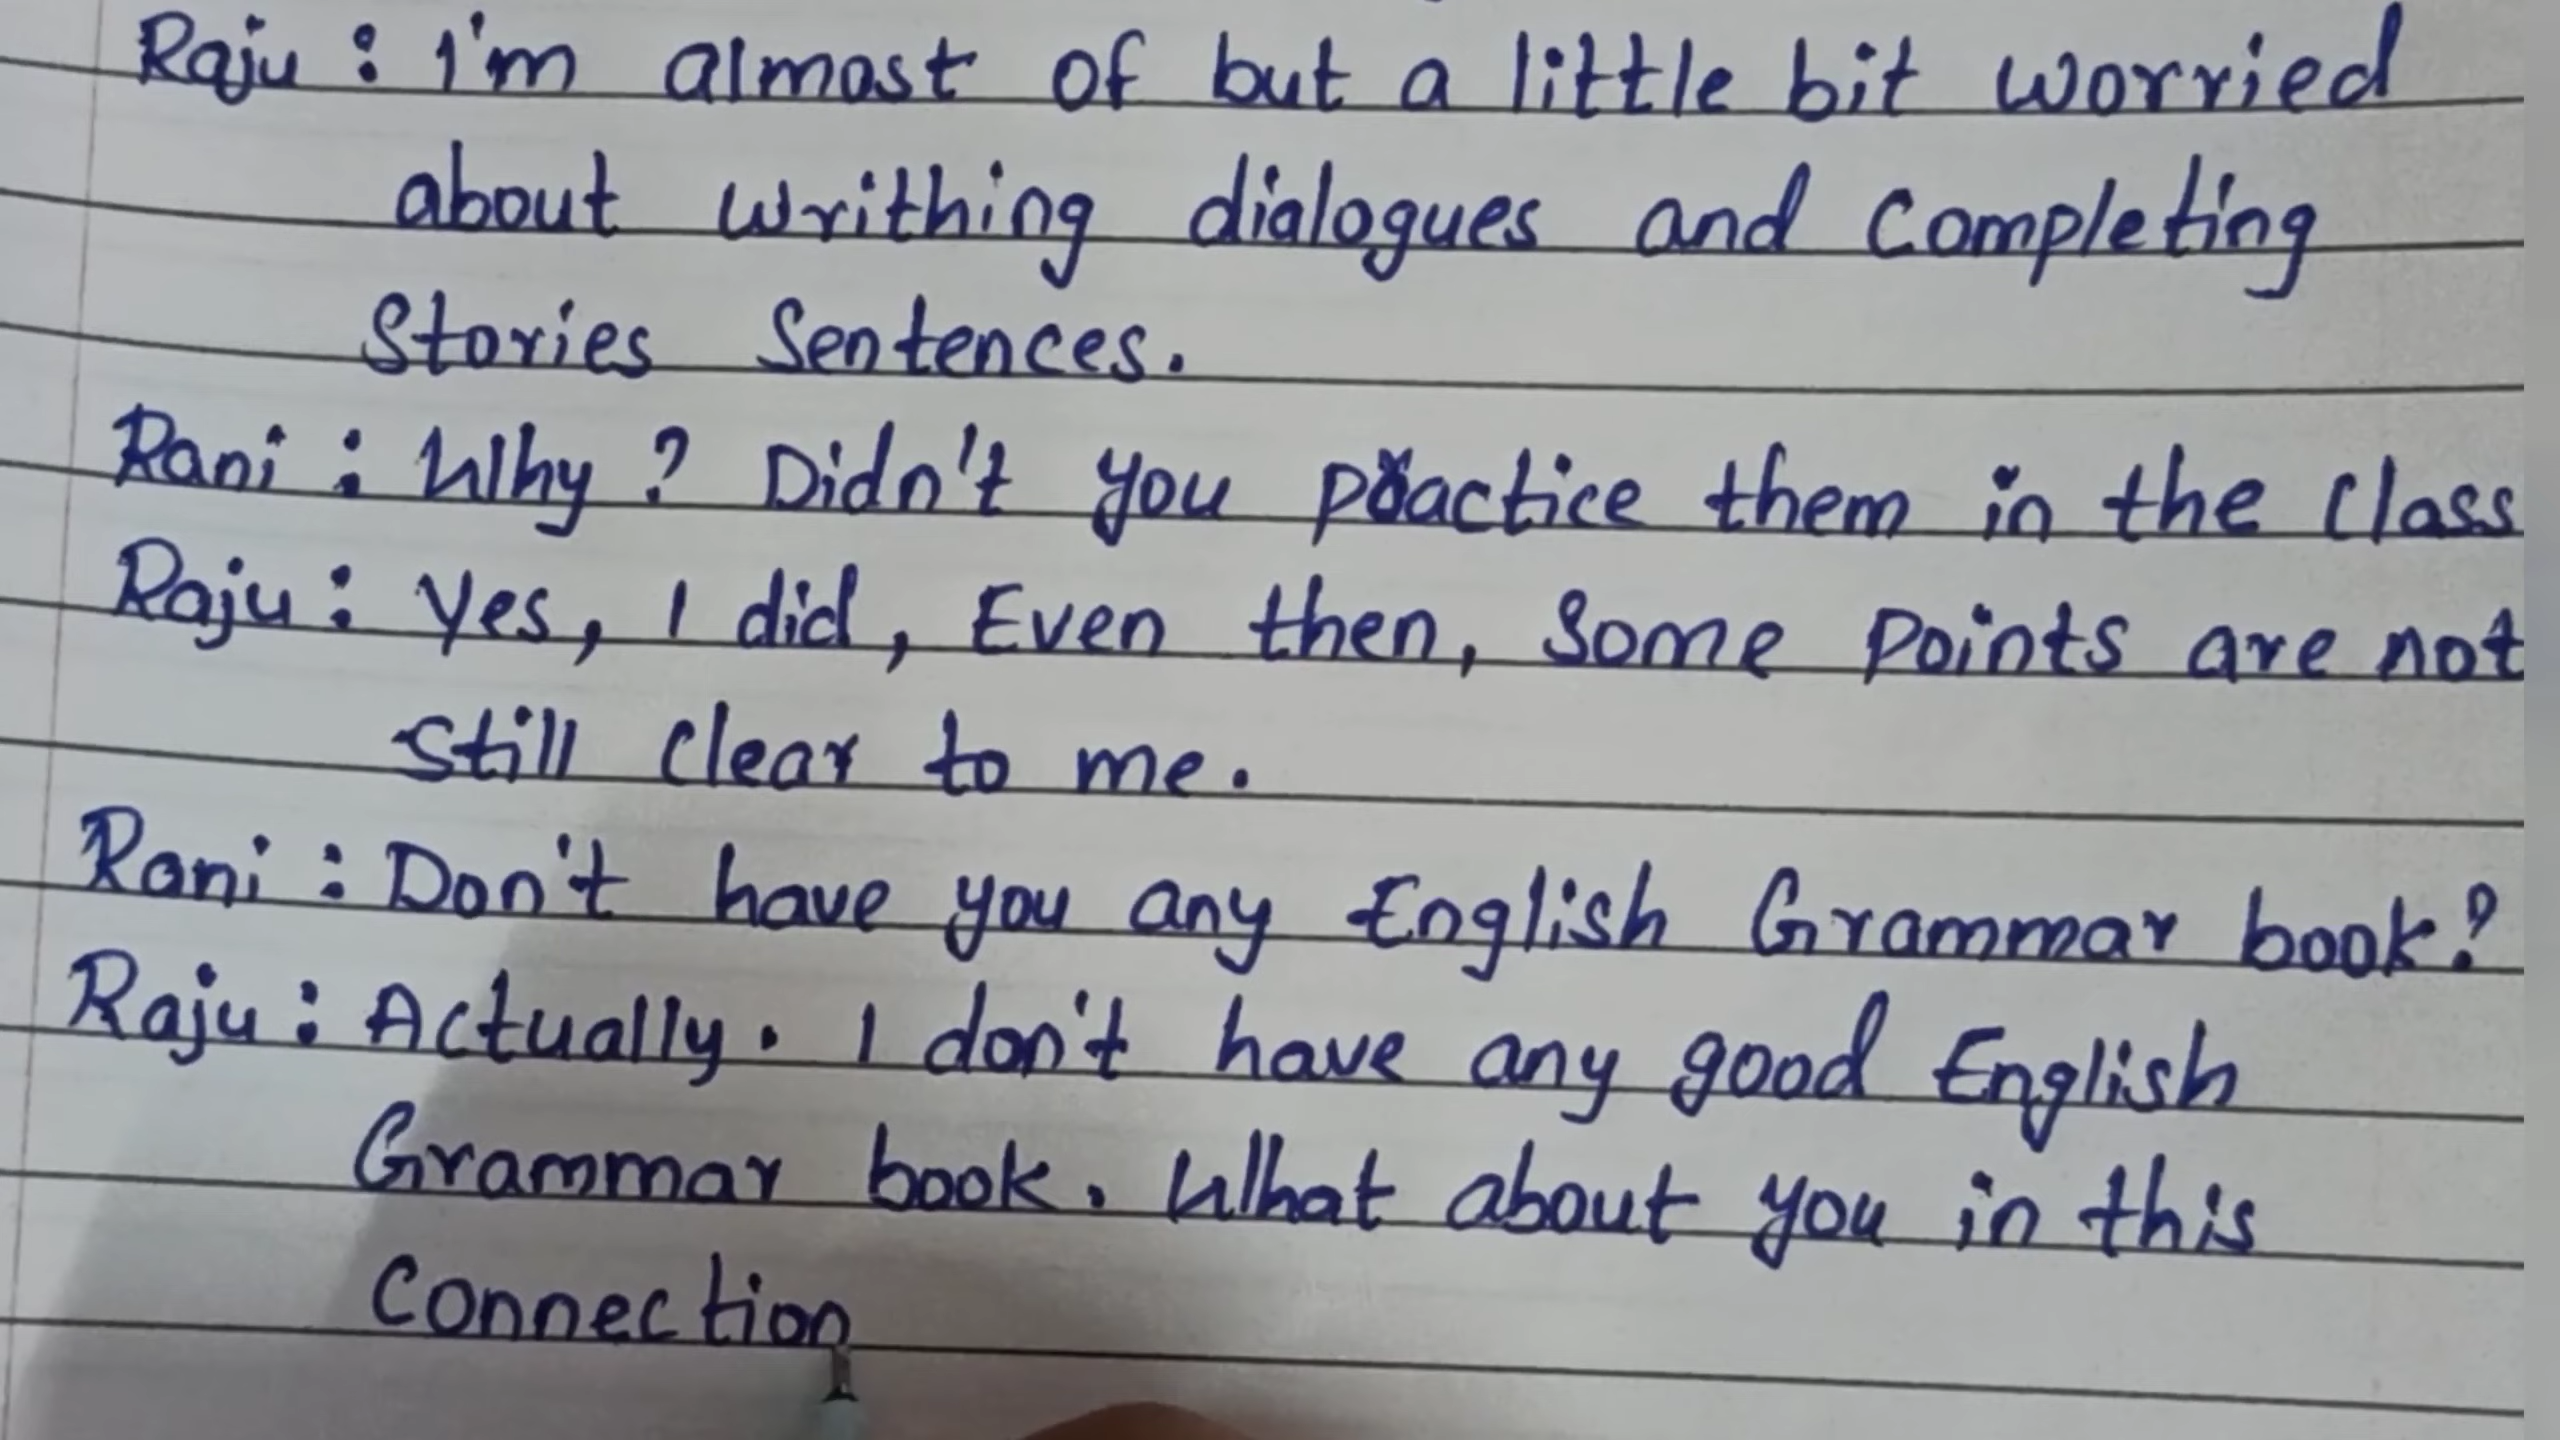 Raju : I'm almost of but a little bit worried
about writhing dialogues and completing
Stories Sentences.
Rani : Why ? Didn't you practice them in the class
Raju : Yes, I did, Even then, Some points are not
still clear to me.
Rani : Don't have you any English Grammar book?
Raju : Actually. I don't have any good English
Grammar book. What about you in this
connection